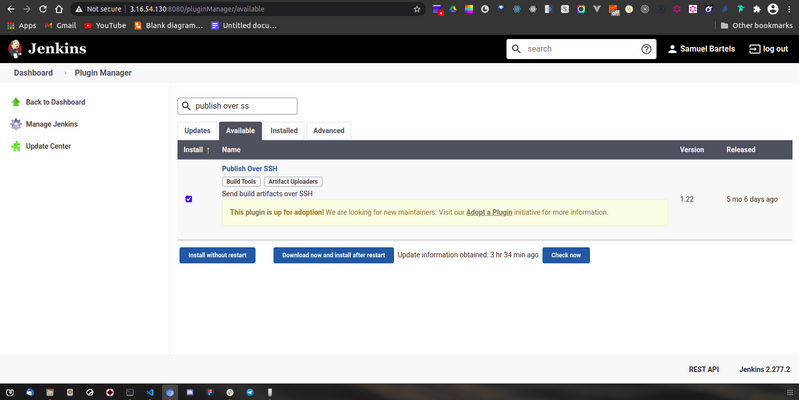 Not secure | 3.16.54.130:8080/pluginManager/available
Apps Gmail YouTube Blank diagram... Untitled docu... Other bookmarks
Jenkins search Samuel Bartels log out
Dashboard Plugin Manager
Back to Dashboard
Manage Jenkins
Update Center
publish over ss
Updates Available Installed Advanced
Install ↑ Name Version Released
Publish Over SSH
Build Tools Artifact Uploaders
Send build artifacts over SSH
This plugin is up for adoption! We are looking for new maintainers. Visit our Adopt a Plugin initiative for more information.
1.22 5 mo 6 days ago
Install without restart Download now and install after restart Update information obtained: 3 hr 34 min ago Check now
REST API Jenkins 2.277.2